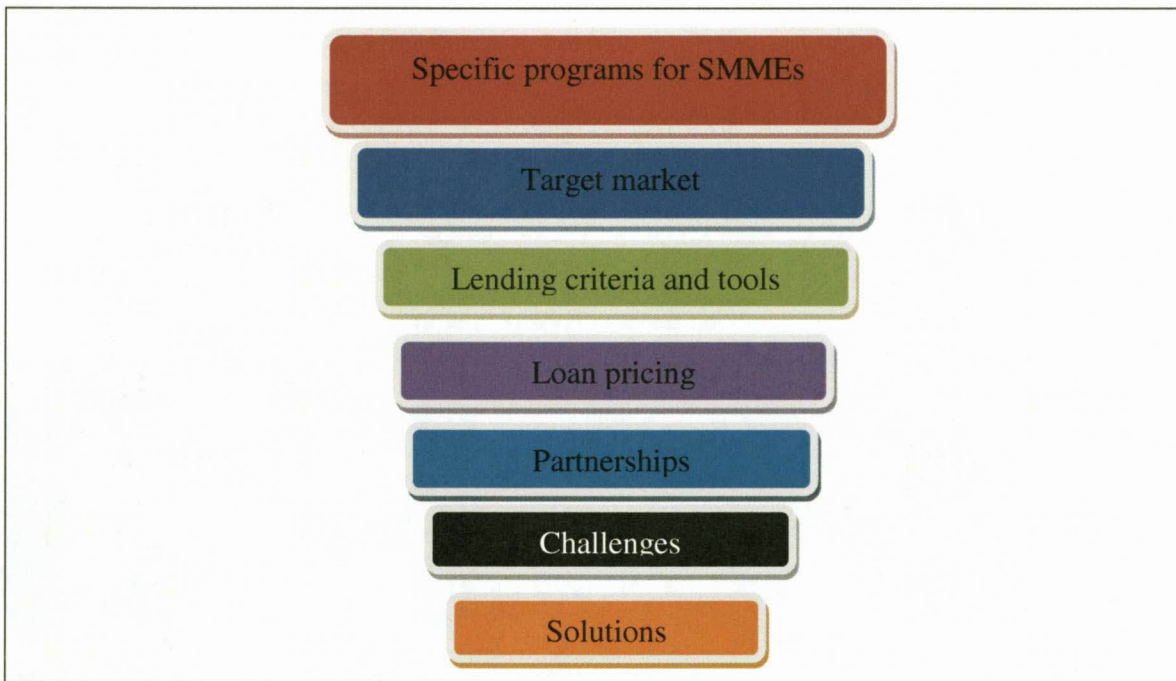 Specific programs for SMMEs
Target market
Lending criteria and tools
Loan pricing
Partnerships
Challenges
Solutions